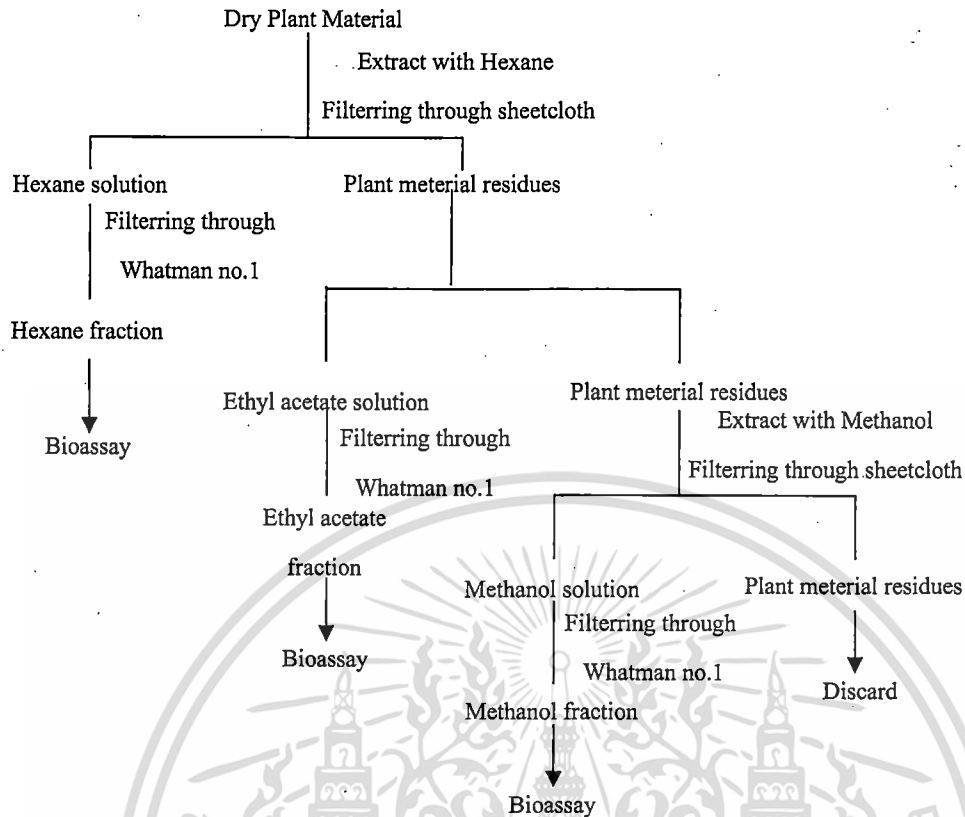 Dry Plant Material
Extract with Hexane
Filterring through sheetcloth
Hexane solution
Plant meterial residues
Filterring through
Whatman no.1
Hexane fraction
Bioassay
Ethyl acetate solution
Filterring through
Whatman no.1
Ethyl acetate
fraction
Bioassay
Plant meterial residues
Extract with Methanol
Filterring through sheetcloth
Methanol solution
Filterring through
Whatman no.1
Methanol fraction
Bioassay
Plant meterial residues
Discard